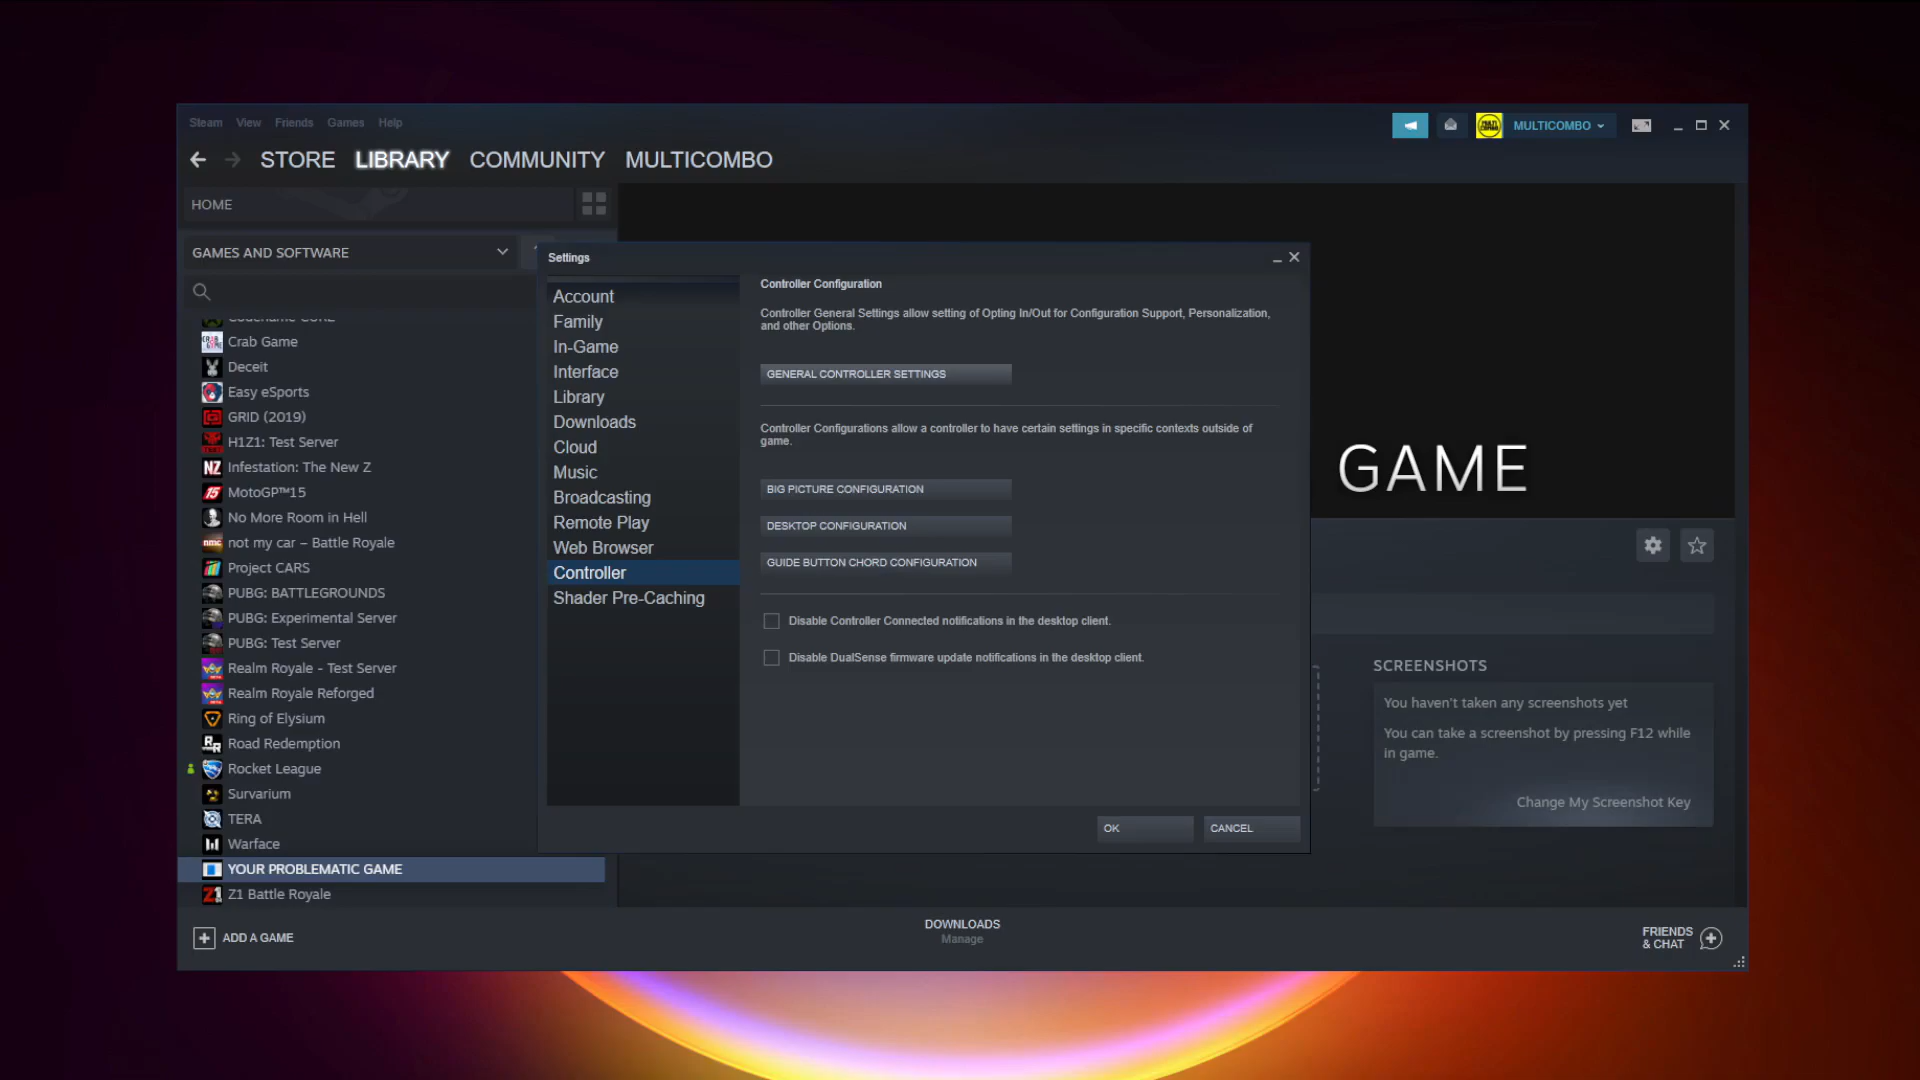 Steam View Friends Games Help
MULTICOMBO
STORE LIBRARY COMMUNITY MULTICOMBO
HOME
GAMES AND SOFTWARE
Crab Game
Deceit
Easy eSports
GRID (2019)
H1Z1: Test Server
Infestation: The New Z
MotoGP™15
No More Room in Hell
not my car – Battle Royale
Project CARS
PUBG: BATTLEGROUNDS
PUBG: Experimental Server
PUBG: Test Server
Realm Royale - Test Server
Realm Royale Reforged
Ring of Elysium
Road Redemption
Rocket League
Survarium
TERA
Warface
YOUR PROBLEMATIC GAME
Z1 Battle Royale
Settings
Account
Family
In-Game
Interface
Library
Downloads
Cloud
Music
Broadcasting
Remote Play
Web Browser
Controller
Shader Pre-Caching
Controller Configuration
Controller General Settings allow setting of Opting In/Out for Configuration Support, Personalization,
and other Options.
GENERAL CONTROLLER SETTINGS
Controller Configurations allow a controller to have certain settings in specific contexts outside of
game.
BIG PICTURE CONFIGURATION
DESKTOP CONFIGURATION
GUIDE BUTTON CHORD CONFIGURATION
Disable Controller Connected notifications in the desktop client.
Disable DualSense firmware update notifications in the desktop client.
OK
CANCEL
GAME
SCREENSHOTS
You haven't taken any screenshots yet
You can take a screenshot by pressing F12 while
in game.
Change My Screenshot Key
ADD A GAME
DOWNLOADS
Manage
FRIENDS
& CHAT